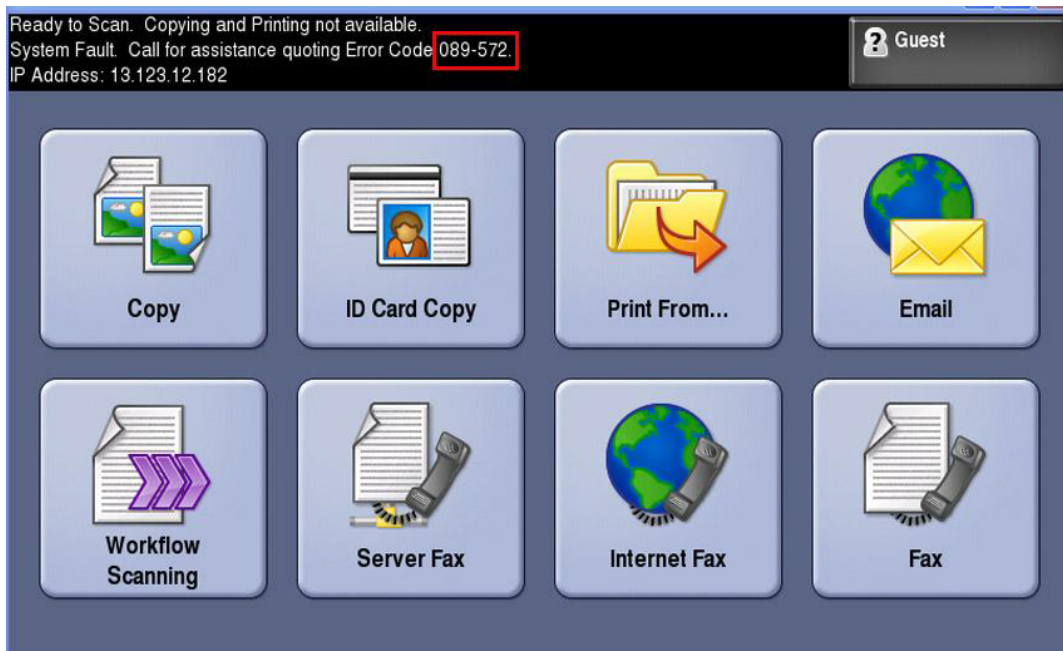 Ready to Scan. Copying and Printing not available.
System Fault. Call for assistance quoting Error Code 089-572.
IP Address: 13.123.12.182
Guest
Copy
ID Card Copy
Print From...
Email
Workflow
Scanning
Server Fax
Internet Fax
Fax